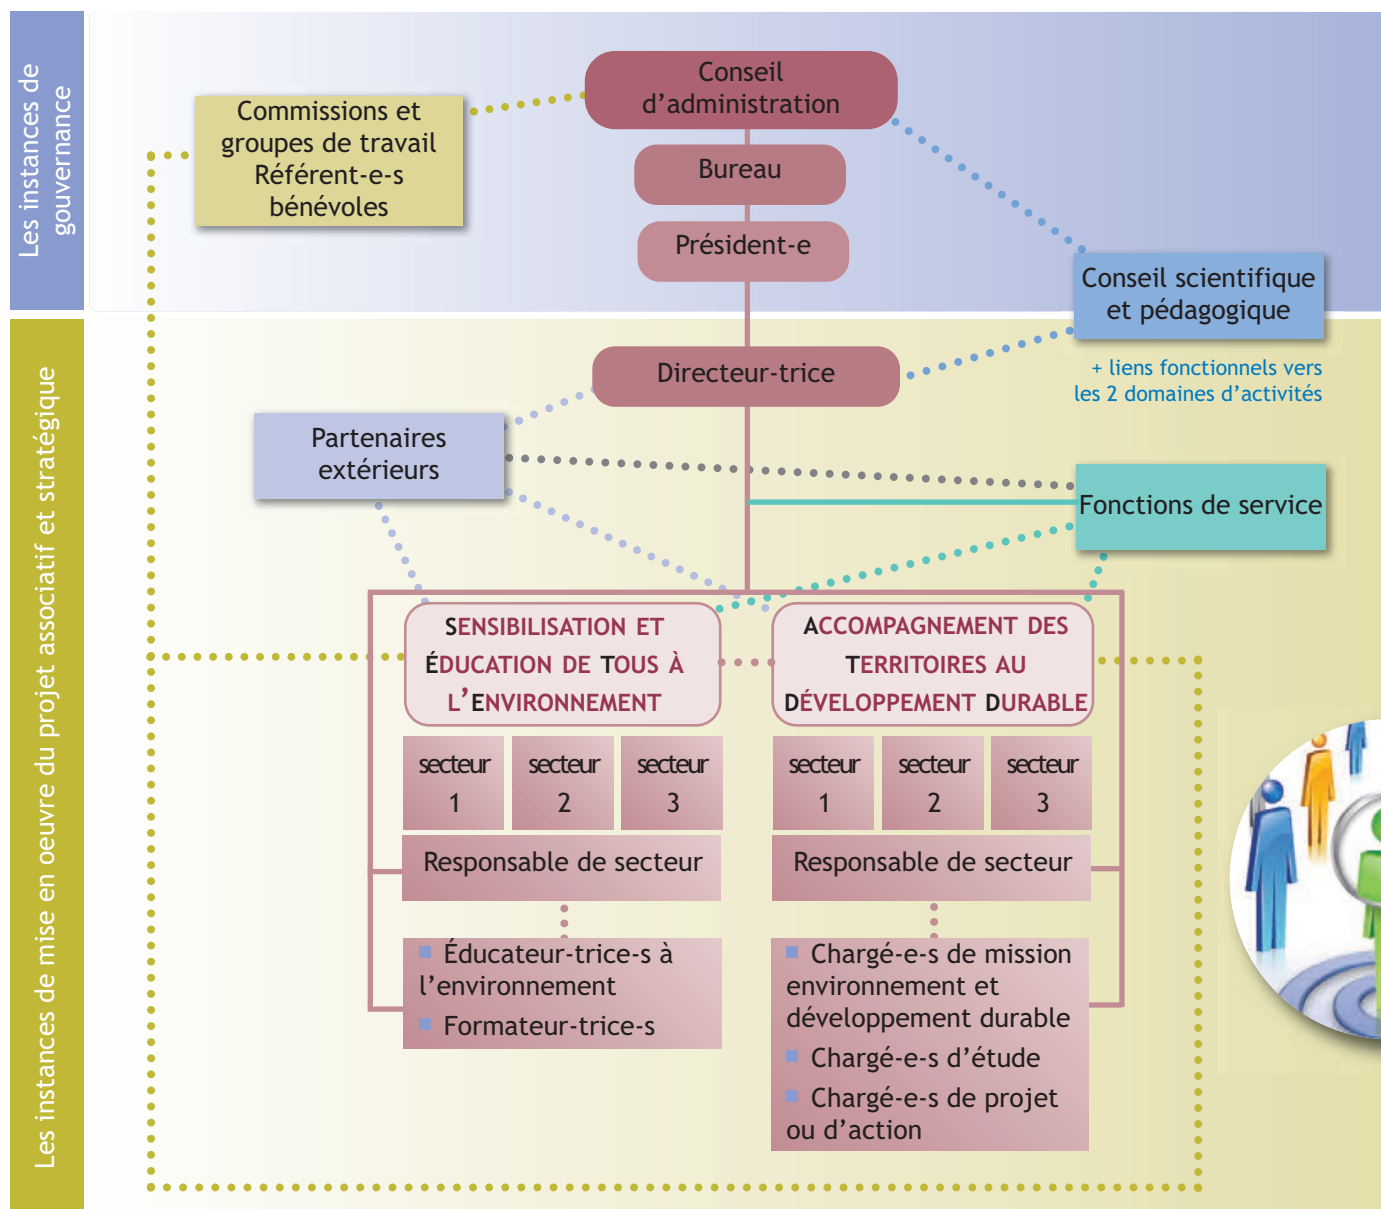 Les instances de
gouvernance
Conseil
d’administration
Commissions et
groupes de travail
Référent-e-s
bénévoles
Bureau
Président-e
Conseil scientifique
et pédagogique
Les instances de mise en oeuvre du projet associatif et stratégique
Directeur-trice
+ liens fonctionnels vers
les 2 domaines d’activités
Partenaires
extérieurs
Fonctions de service
SENSIBILISATION ET
ÉDUCATION DE TOUS À
L’ENVIRONNEMENT
ACCOMPAGNEMENT DES
TERRITOIRES AU
DÉVELOPPEMENT DURABLE
secteur
1
secteur
2
secteur
3
secteur
1
secteur
2
secteur
3
Responsable de secteur
Responsable de secteur
Éducateur-trice-s à
l’environnement
Formateur-trice-s
Chargé-e-s de mission
environnement et
développement durable
Chargé-e-s d’étude
Chargé-e-s de projet
ou d’action